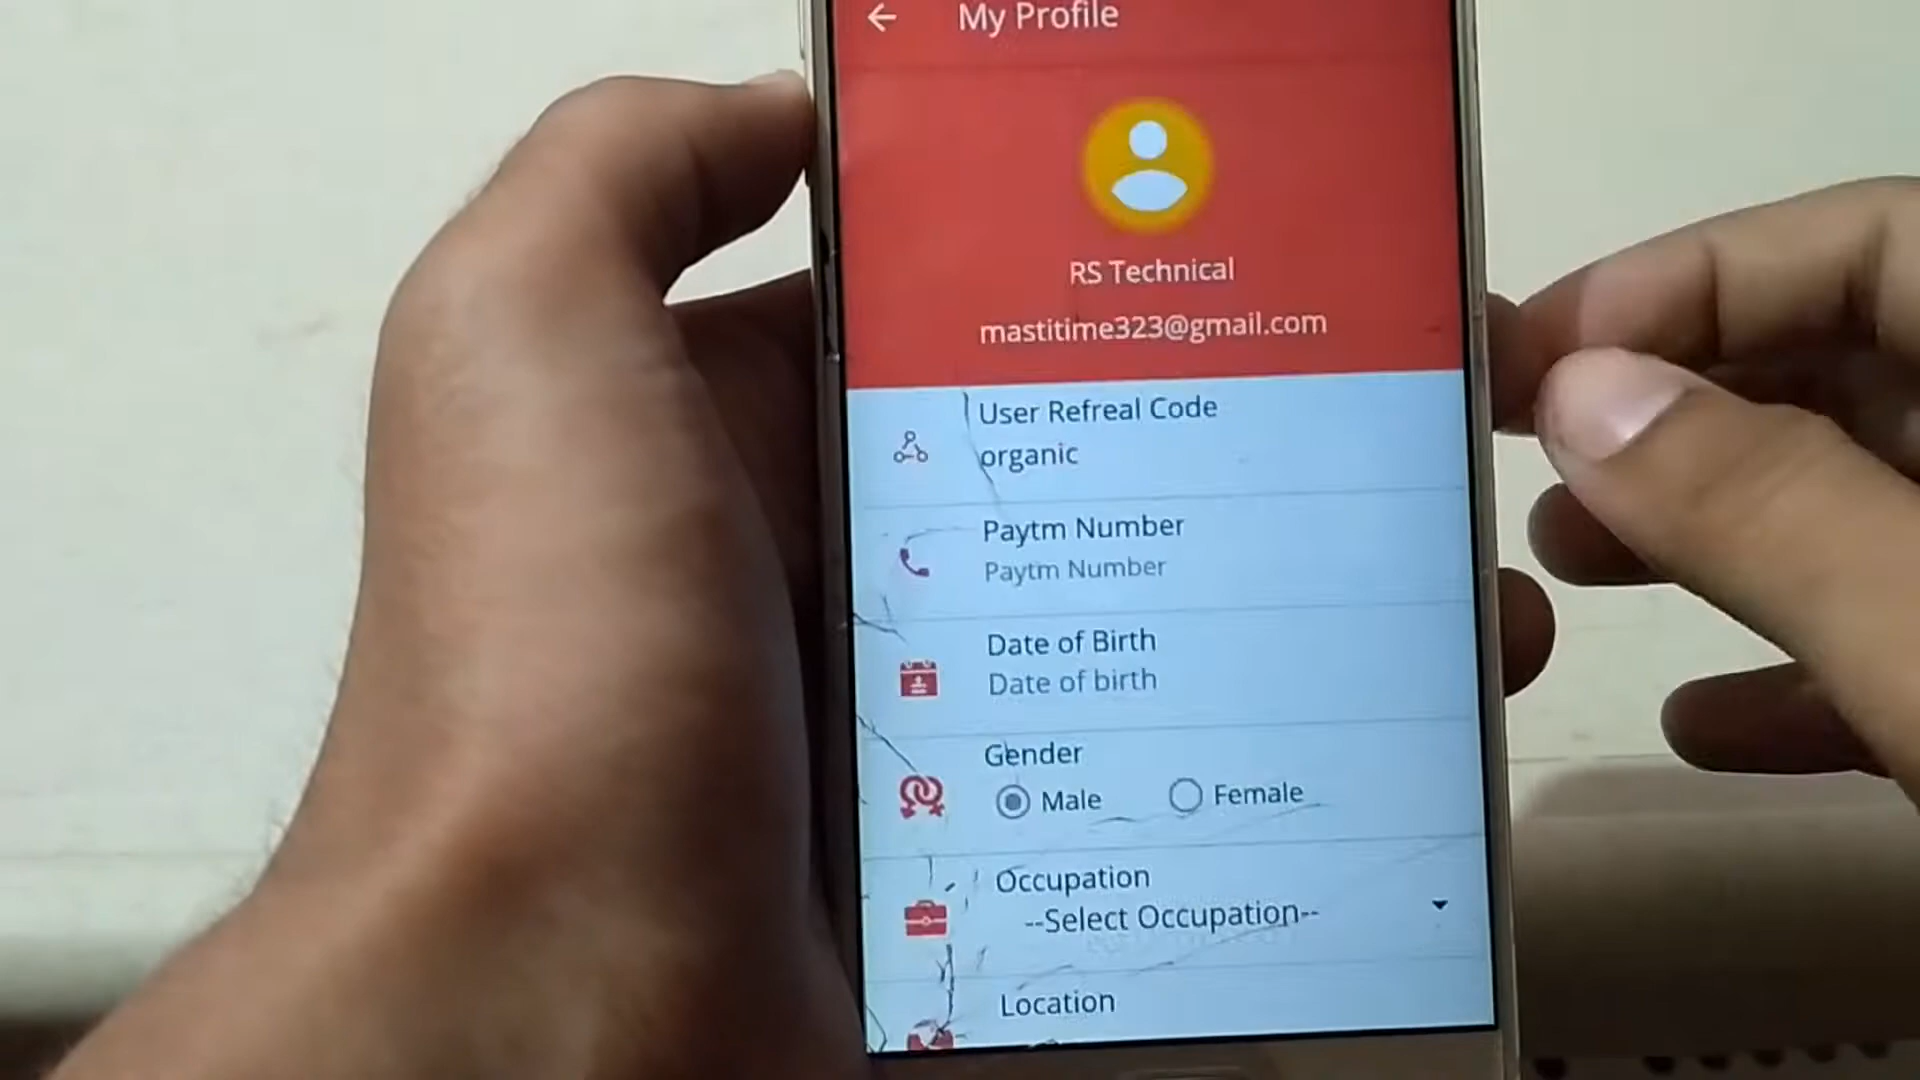 My Profile
RS Technical
mastitime323@gmail.com
User Refreal Code
organic
Paytm Number
Paytm Number
Date of Birth
Date of birth
Gender
Male Female
Occupation
--Select Occupation--
Location